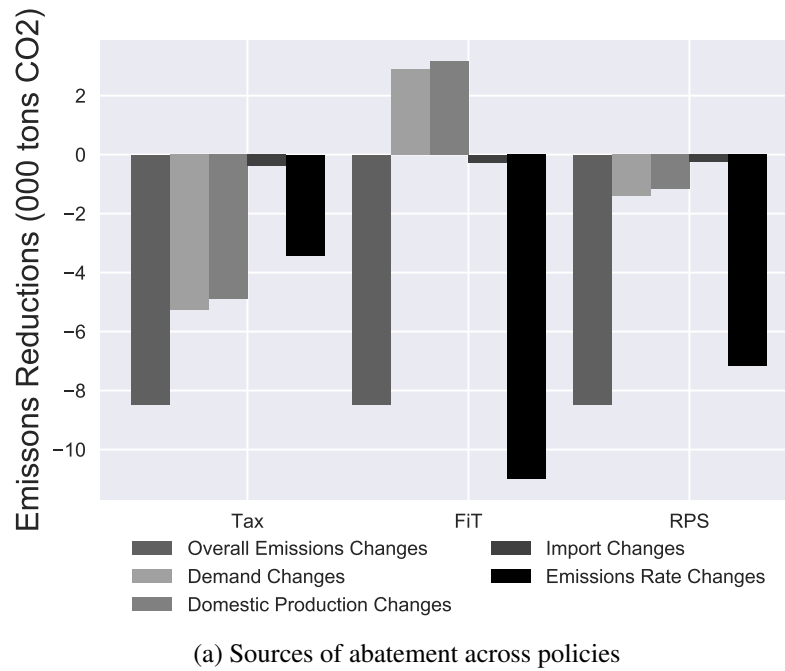 Emissons Reductions (000 tons CO2)
2
0
−2
−4
−6
−8
−10
Tax
FiT
RPS
Overall Emissions Changes
Demand Changes
Domestic Production Changes
Import Changes
Emissions Rate Changes
(a) Sources of abatement across policies